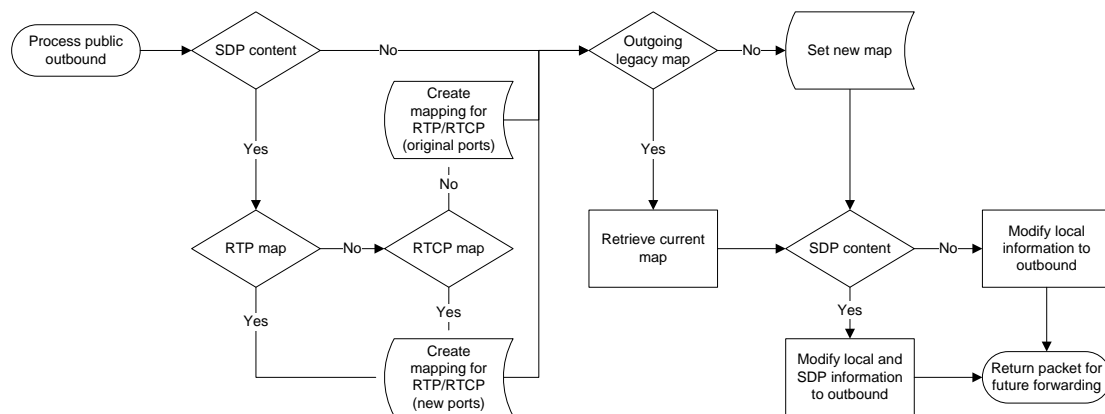 Process public
outbound
SDP content
No
Outgoing
legacy map
No
Set new map
Create
mapping for
RTP/RTCP
(original ports)
Yes
Yes
No
RTP map
No
RTCP map
Retrieve current
map
SDP content
No
Modify local
information to
outbound
Yes
Yes
Yes
Create
mapping for
RTP/RTCP
(new ports)
Modify local and
SDP information
to outbound
Return packet for
future forwarding